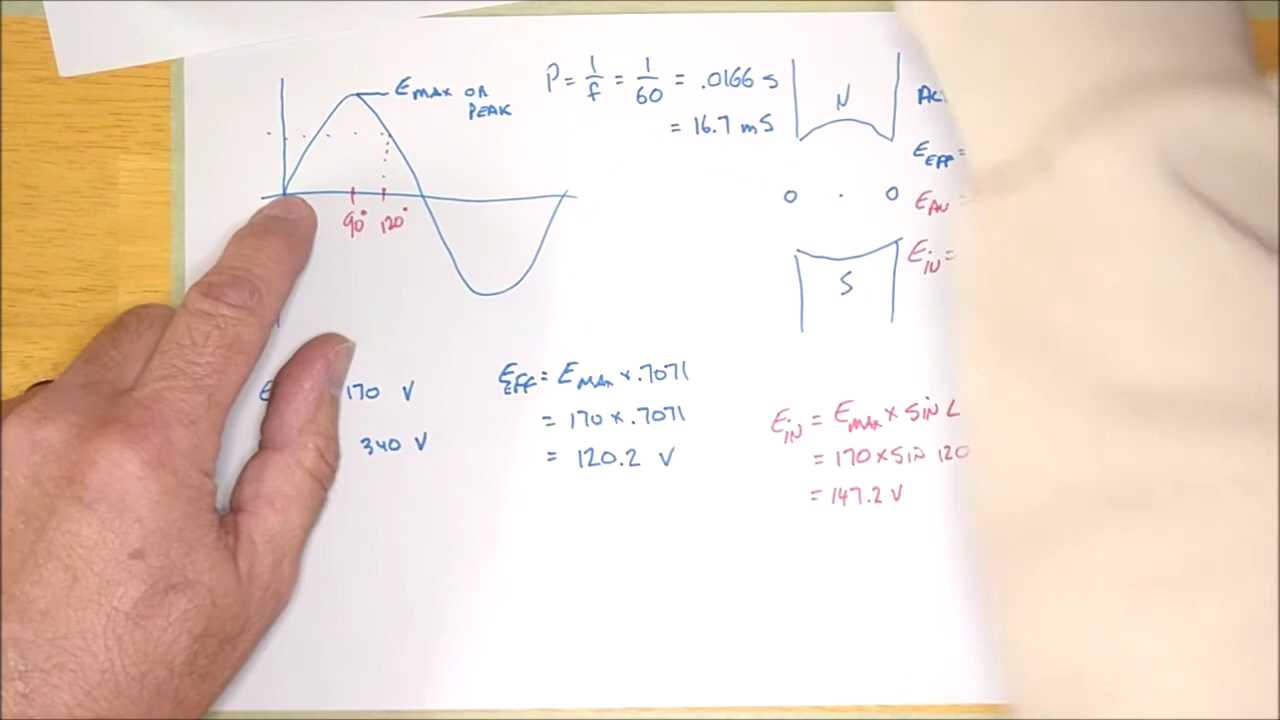 EMAX OR
PEAK
90° 120°
P = 1/f = 1/60 = .0166 s
= 16.7 mS
N
S
EEFF =
EAV
EIN =
170 V
340 V
EEFF = EMAX × .7071
= 170 × .7071
= 120.2 V
EIN = EMAX × SIN L
= 170 × SIN 120
= 147.2 V